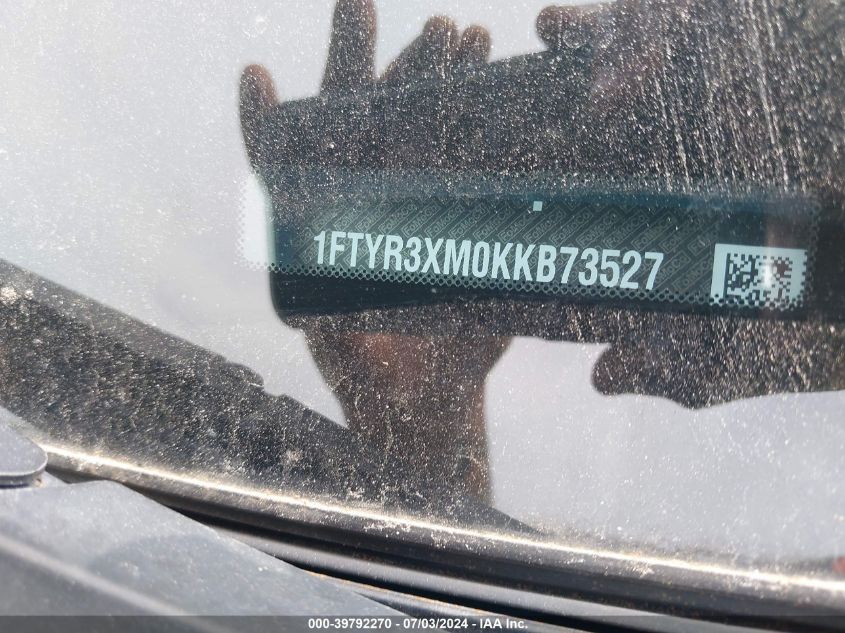 1FTYR3XM0KKB73527
000-39792270 - 07/03/2024 - IAA Inc.